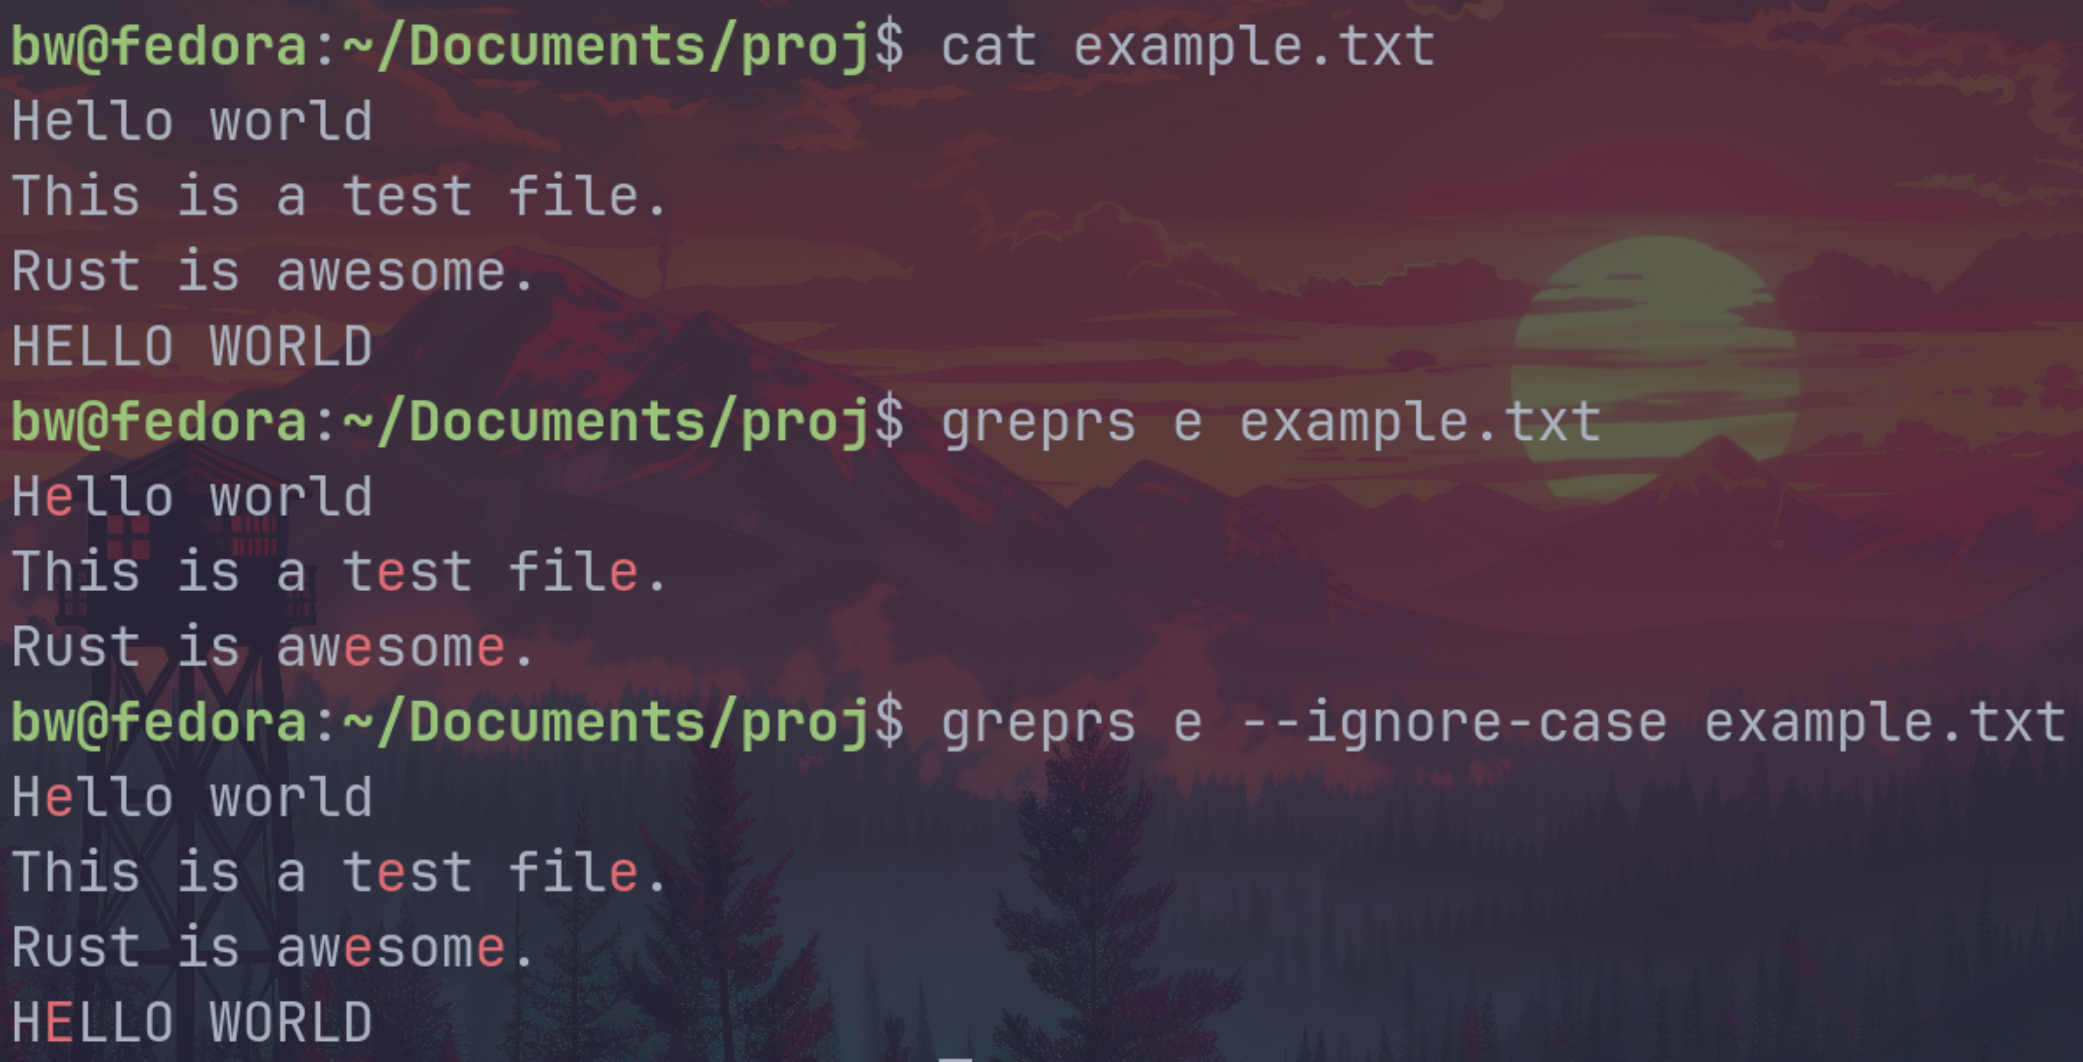 bw@fedora:~/Documents/proj$ cat example.txt
Hello world
This is a test file.
Rust is awesome.
HELLO WORLD
bw@fedora:~/Documents/proj$ greprs e example.txt
Hello world
This is a test file.
Rust is awesome.
bw@fedora:~/Documents/proj$ greprs e --ignore-case example.txt
Hello world
This is a test file.
Rust is awesome.
HELLO WORLD